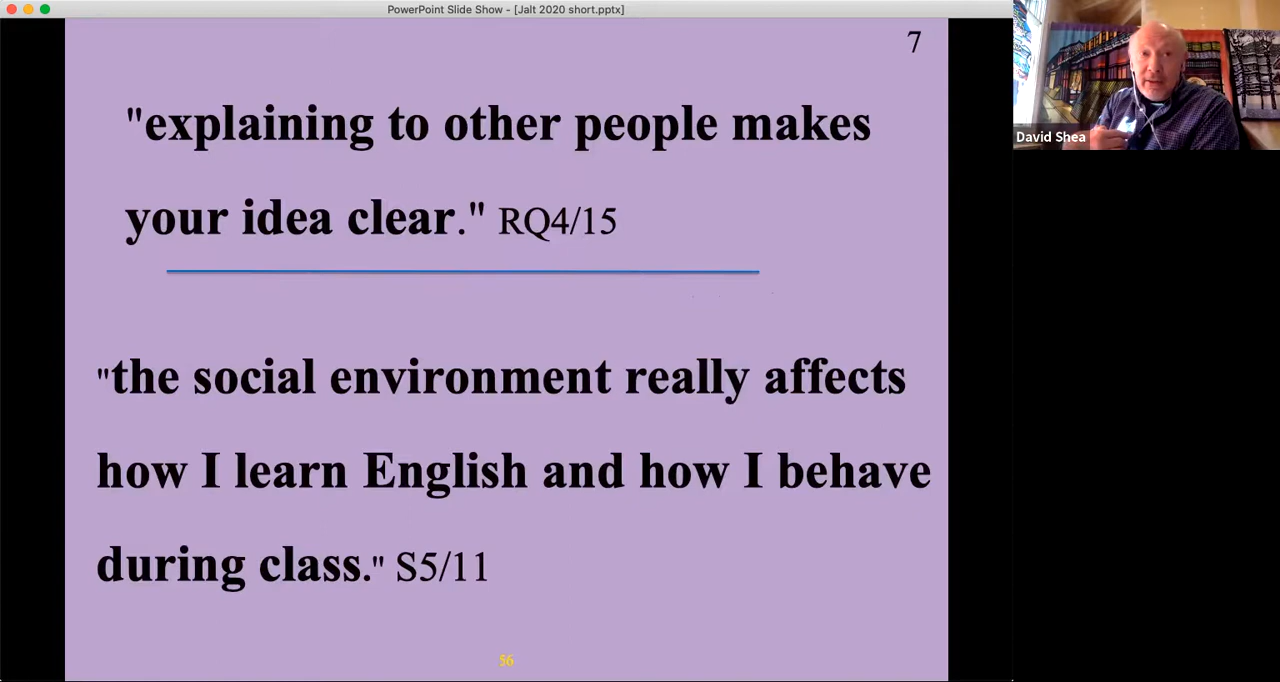 PowerPoint Slide Show - [Jalt 2020 short.pptx]
7
"explaining to other people makes
your idea clear." RQ4/15
"the social environment really affects
how I learn English and how I behave
during class." S5/11
56
David Shea